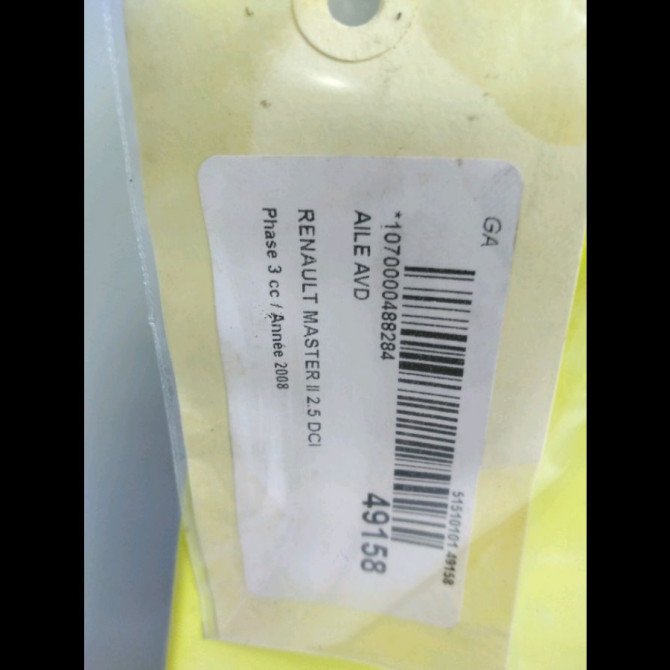 GA
51510101 49158
*1070000488284
49158
AILE AVD
RENAULT MASTER II 2.5 DCI
Phase 3 cc / Année 2008